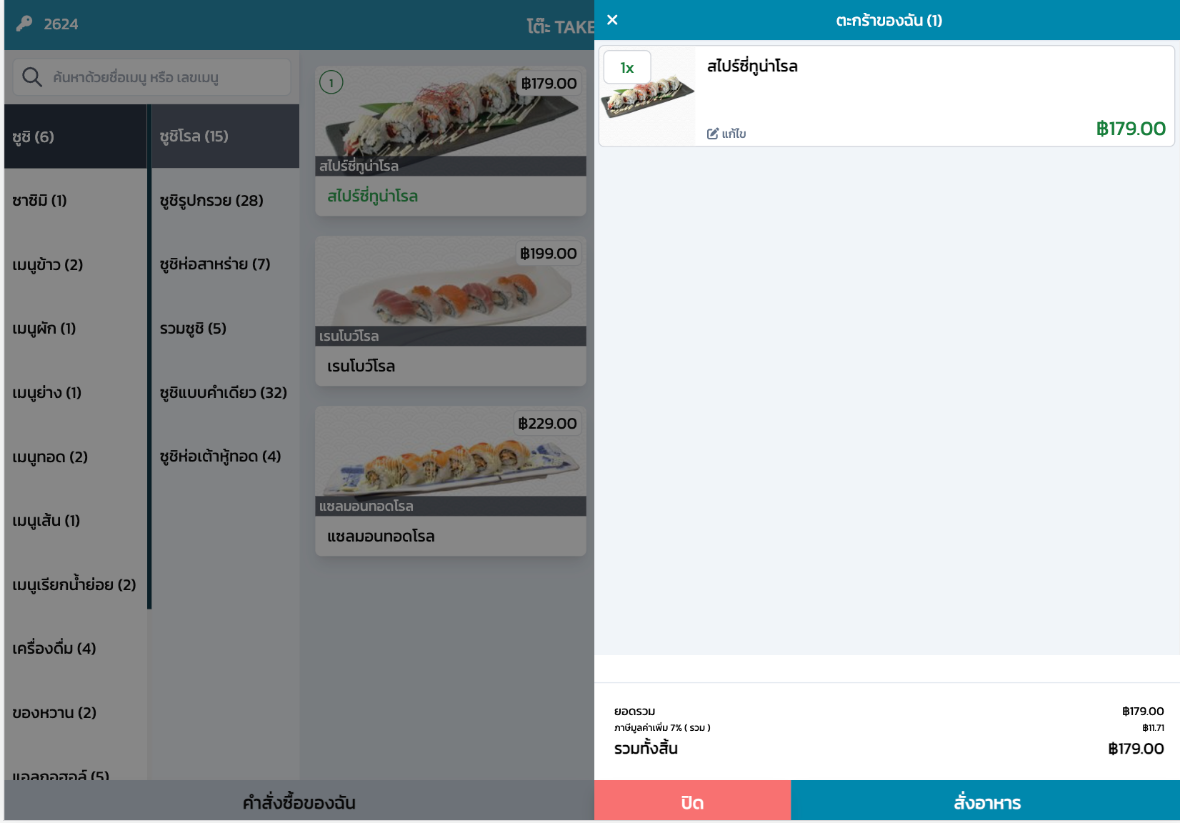 2624
โต๊ะ TAKE
ค้นหาด้วยชื่อเมนู หรือ เลขเมนู
ซูชิ (6)
ซาซิมิ (1)
เมนูข้าว (2)
เมนูผัก (1)
เมนูย่าง (1)
เมนูทอด (2)
เมนูเส้น (1)
เมนูเรียกน้ำย่อย (2)
เครื่องดื่ม (4)
ของหวาน (2)
แอลกอฮอล์ (5)
ซูชิโรล (15)
ซูชิรูปกรวย (28)
ซูชิห่อสาหร่าย (7)
รวมซูชิ (5)
ซูชิแบบคำเดียว (32)
ซูชิห่อเต้าหู้ทอด (4)
1
฿179.00
สไปร์ซี่ทูน่าโรล
สไปร์ซี่ทูน่าโรล
฿199.00
เรนโบว์โรล
เรนโบว์โรล
฿229.00
แซลมอนทอดโรล
แซลมอนทอดโรล
คำสั่งซื้อของฉัน
ตะกร้าของฉัน (1)
1x
สไปร์ซี่ทูน่าโรล
แก้ไข
฿179.00
ยอดรวม ฿179.00
ภาษีมูลค่าเพิ่ม 7% ( รวม ) ฿11.71
รวมทั้งสิ้น ฿179.00
ปิด
สั่งอาหาร